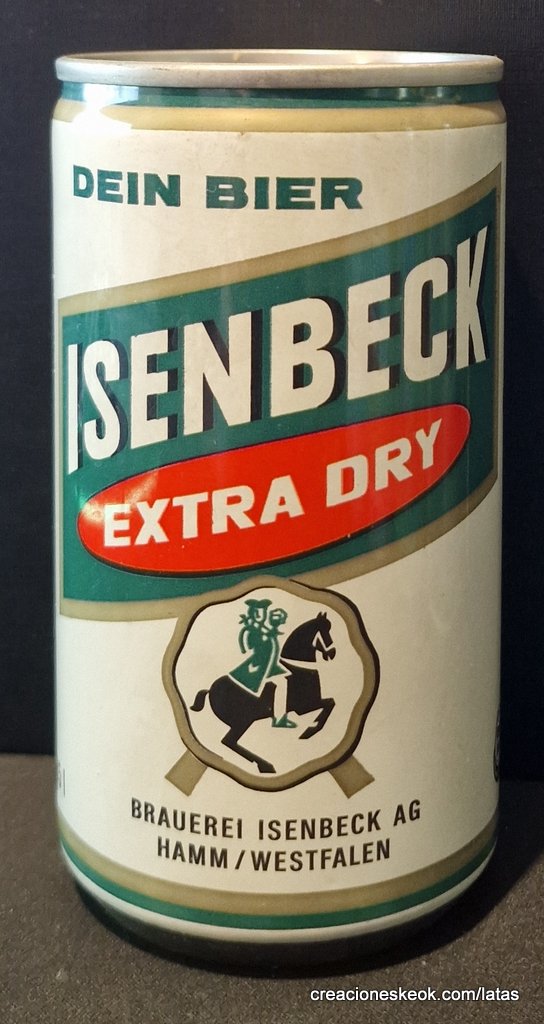 DEIN BIER
ISENBECK
EXTRA DRY
BRAUEREI ISENBECK AG
HAMM/WESTFALEN
creacioneskeok.com/latas